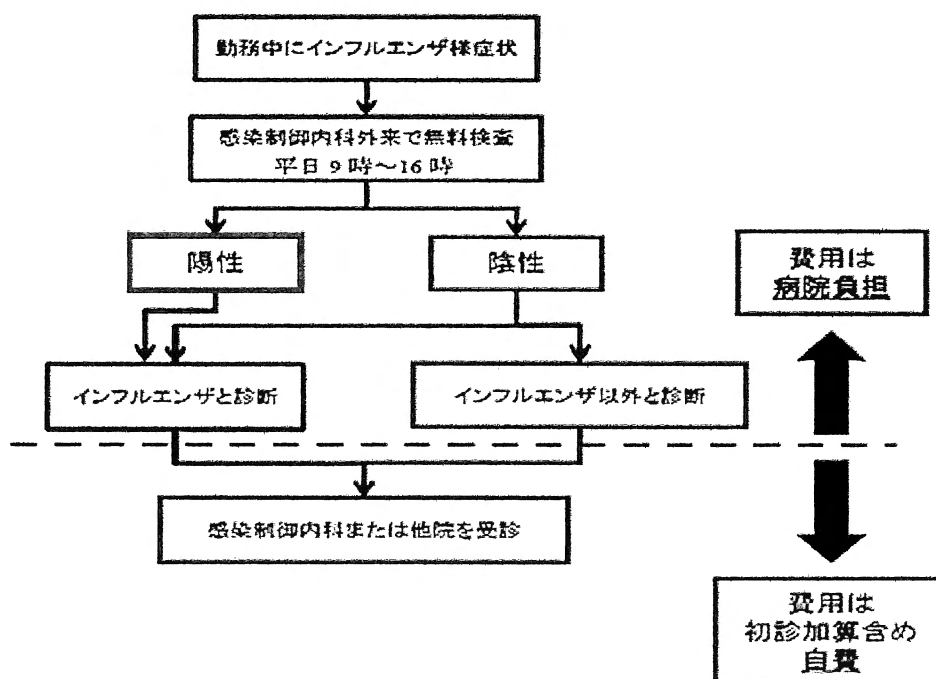 勤務中にインフルエンザ様症状
感染制御内科外来で無料検査
平日9時～16時
陽性
陰性
費用は
病院負担
インフルエンザと診断
インフルエンザ以外と診断
感染制御内科または他院を受診
費用は
初診加算含め
自費